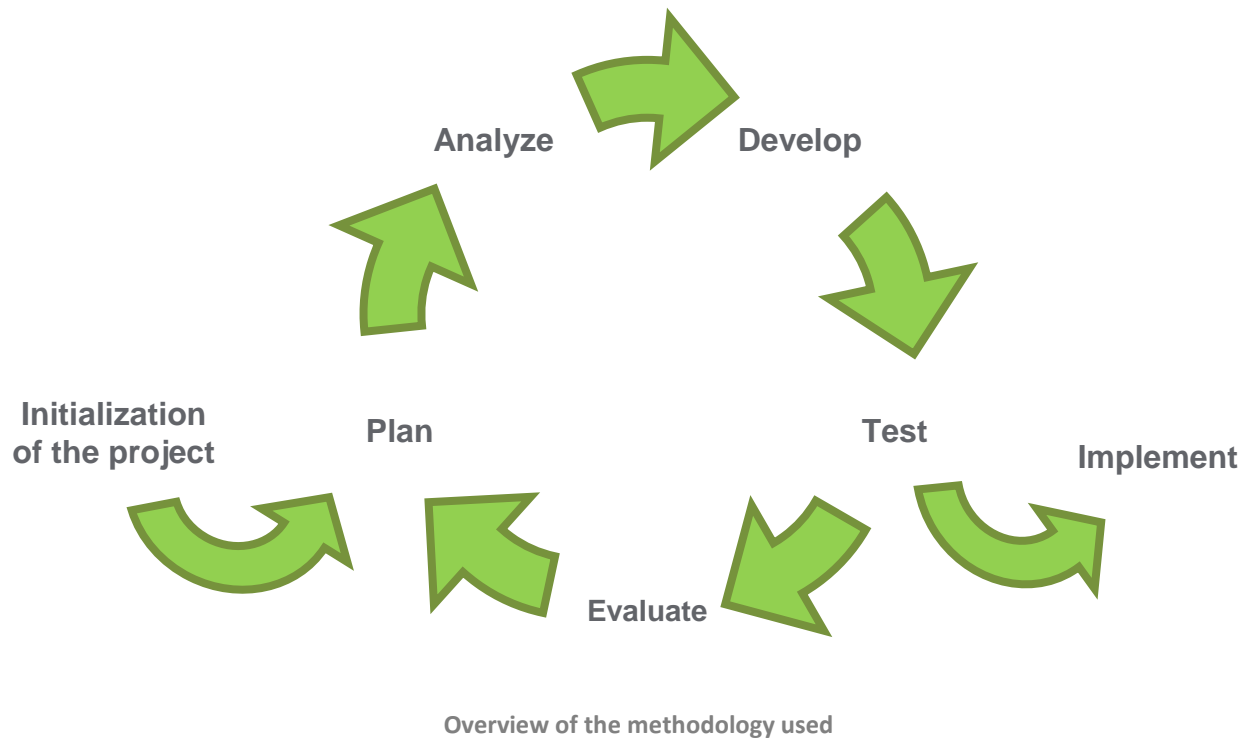 Analyze
Develop
Initialization
of the project
Plan
Test
Implement
Evaluate
Overview of the methodology used